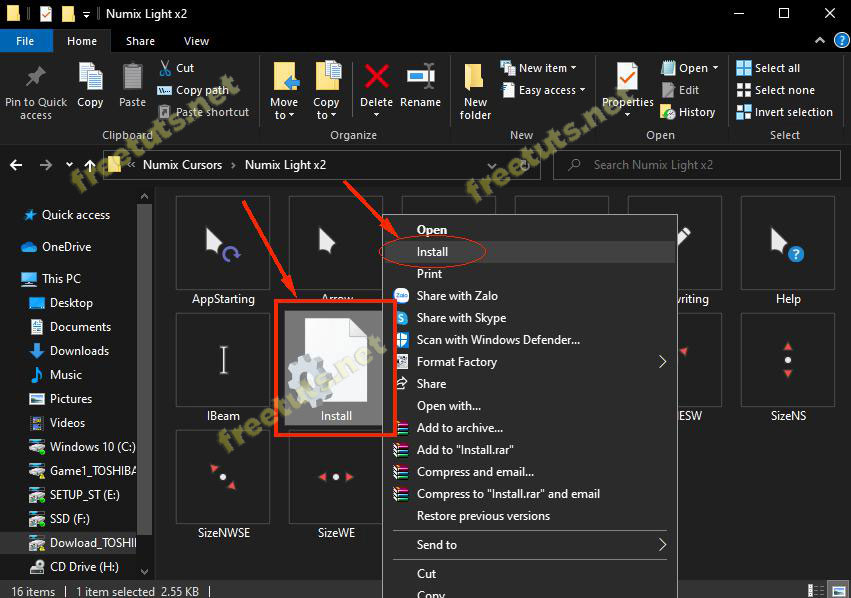 Numix Light x2
File Home Share View
Pin to Quick access
Copy
Paste
Cut
Copy path
Paste shortcut
Clipboard
Move to
Copy to
Delete
Rename
Organize
New folder
New item
Easy access
New
Properties
Open
Edit
History
Open
Select all
Select none
Invert selection
Select
« Numix Cursors › Numix Light x2
Search Numix Light x2
Quick access
OneDrive
This PC
Desktop
Documents
Downloads
Music
Pictures
Videos
Windows 10 (C:)
Game1_TOSHIBA
SETUP_ST (E:)
SSD (F:)
Dowload_TOSHI
CD Drive (H:)
AppStarting
Arrow
writing
Help
IBeam
Install
ESW
SizeNS
SizeNWSE
SizeWE
Open
Install
Print
Share with Zalo
Share with Skype
Scan with Windows Defender...
Format Factory
Share
Open with...
Add to archive...
Add to "Install.rar"
Compress and email...
Compress to "Install.rar" and email
Restore previous versions
Send to
Cut
Copy
16 items 1 item selected 2.55 KB
freetuts.net
freetuts.net
freetuts.net